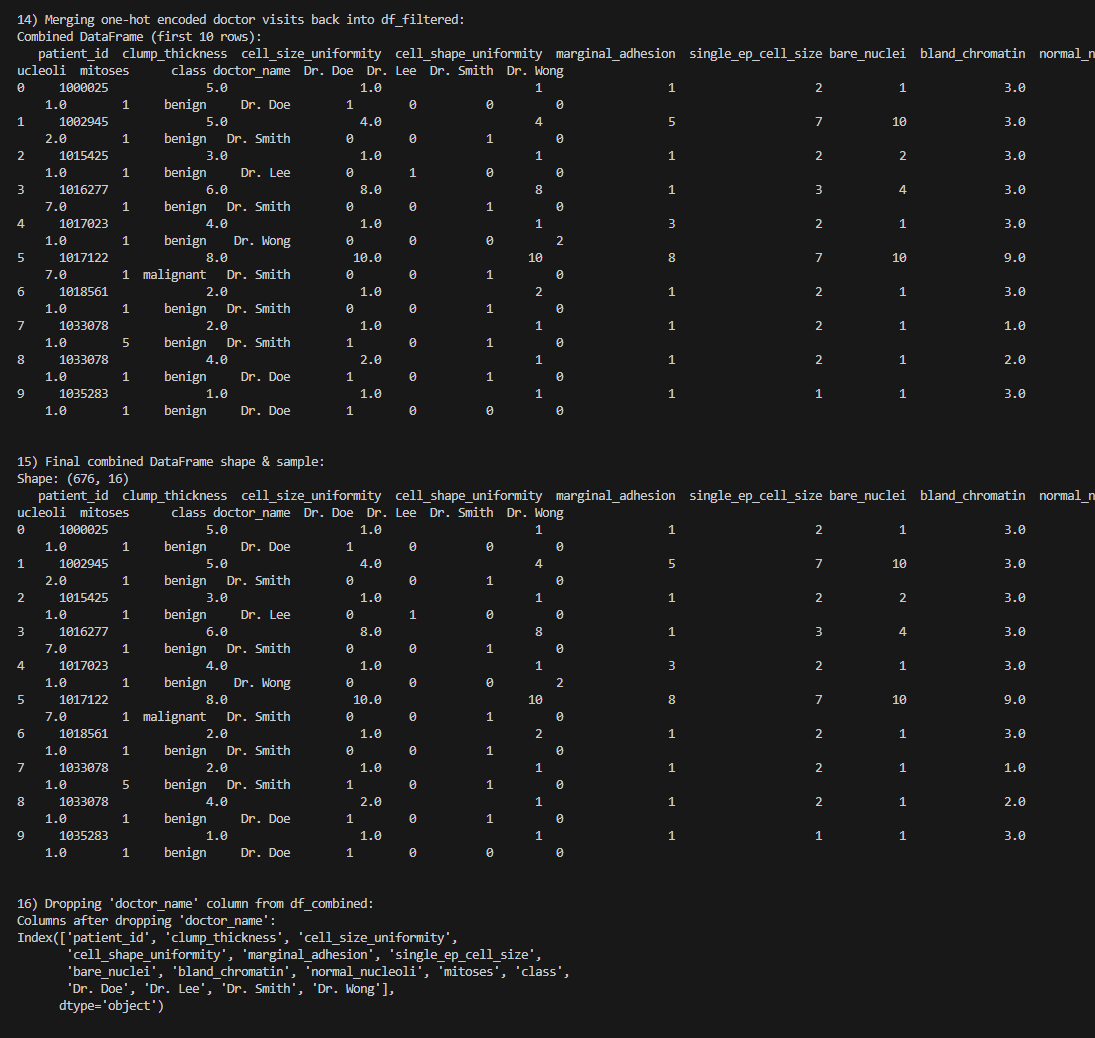 14) Merging one-hot encoded doctor visits back into df_filtered:
Combined DataFrame (first 10 rows):
   patient_id  clump_thickness  cell_size_uniformity  cell_shape_uniformity  marginal_adhesion  single_ep_cell_size bare_nuclei  bland_chromatin  normal_n
ucleoli  mitoses      class doctor_name  Dr. Doe  Dr. Lee  Dr. Smith  Dr. Wong
0     1000025              5.0                   1.0                      1                  1                    2           1              3.0
    1.0        1     benign     Dr. Doe        1        0          0         0
1     1002945              5.0                   4.0                      4                  5                    7          10              3.0
    2.0        1     benign   Dr. Smith        0        0          1         0
2     1015425              3.0                   1.0                      1                  1                    2           2              3.0
    1.0        1     benign     Dr. Lee        0        1          0         0
3     1016277              6.0                   8.0                      8                  1                    3           4              3.0
    7.0        1     benign   Dr. Smith        0        0          1         0
4     1017023              4.0                   1.0                      1                  3                    2           1              3.0
    1.0        1     benign    Dr. Wong        0        0          0         2
5     1017122              8.0                  10.0                     10                  8                    7          10              9.0
    7.0        1  malignant   Dr. Smith        0        0          1         0
6     1018561              2.0                   1.0                      2                  1                    2           1              3.0
    1.0        1     benign   Dr. Smith        0        0          1         0
7     1033078              2.0                   1.0                      1                  1                    2           1              1.0
    1.0        5     benign   Dr. Smith        1        0          1         0
8     1033078              4.0                   2.0                      1                  1                    2           1              2.0
    1.0        1     benign     Dr. Doe        1        0          1         0
9     1035283              1.0                   1.0                      1                  1                    1           1              3.0
    1.0        1     benign     Dr. Doe        1        0          0         0
15) Final combined DataFrame shape & sample:
Shape: (676, 16)
   patient_id  clump_thickness  cell_size_uniformity  cell_shape_uniformity  marginal_adhesion  single_ep_cell_size bare_nuclei  bland_chromatin  normal_n
ucleoli  mitoses      class doctor_name  Dr. Doe  Dr. Lee  Dr. Smith  Dr. Wong
0     1000025              5.0                   1.0                      1                  1                    2           1              3.0
    1.0        1     benign     Dr. Doe        1        0          0         0
1     1002945              5.0                   4.0                      4                  5                    7          10              3.0
    2.0        1     benign   Dr. Smith        0        0          1         0
2     1015425              3.0                   1.0                      1                  1                    2           2              3.0
    1.0        1     benign     Dr. Lee        0        1          0         0
3     1016277              6.0                   8.0                      8                  1                    3           4              3.0
    7.0        1     benign   Dr. Smith        0        0          1         0
4     1017023              4.0                   1.0                      1                  3                    2           1              3.0
    1.0        1     benign    Dr. Wong        0        0          0         2
5     1017122              8.0                  10.0                     10                  8                    7          10              9.0
    7.0        1  malignant   Dr. Smith        0        0          1         0
6     1018561              2.0                   1.0                      2                  1                    2           1              3.0
    1.0        1     benign   Dr. Smith        0        0          1         0
7     1033078              2.0                   1.0                      1                  1                    2           1              1.0
    1.0        5     benign   Dr. Smith        1        0          1         0
8     1033078              4.0                   2.0                      1                  1                    2           1              2.0
    1.0        1     benign     Dr. Doe        1        0          1         0
9     1035283              1.0                   1.0                      1                  1                    1           1              3.0
    1.0        1     benign     Dr. Doe        1        0          0         0
16) Dropping 'doctor_name' column from df_combined:
Columns after dropping 'doctor_name':
Index(['patient_id', 'clump_thickness', 'cell_size_uniformity',
       'cell_shape_uniformity', 'marginal_adhesion', 'single_ep_cell_size',
       'bare_nuclei', 'bland_chromatin', 'normal_nucleoli', 'mitoses', 'class',
       'Dr. Doe', 'Dr. Lee', 'Dr. Smith', 'Dr. Wong'],
      dtype='object')